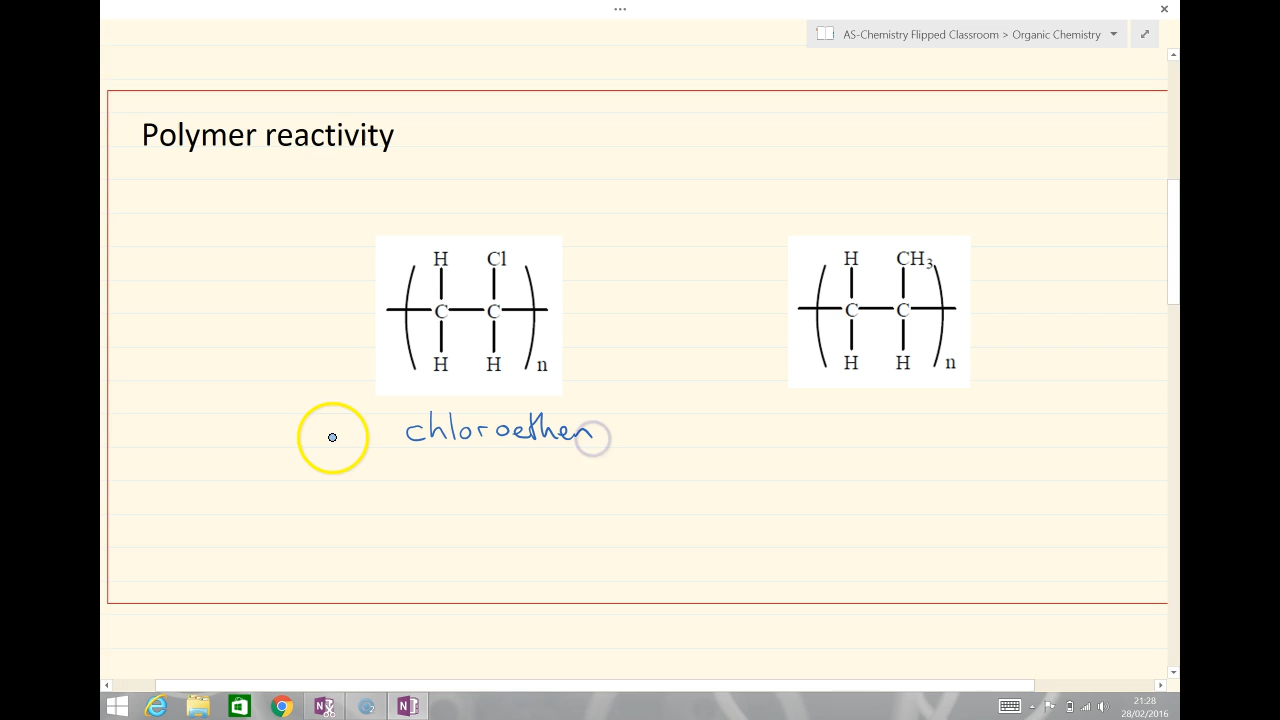 AS-Chemistry Flipped Classroom > Organic Chemistry
Polymer reactivity
H Cl
C C
H H n
H CH₃
C C
H H n
chloroethen
21:28
28/02/2016